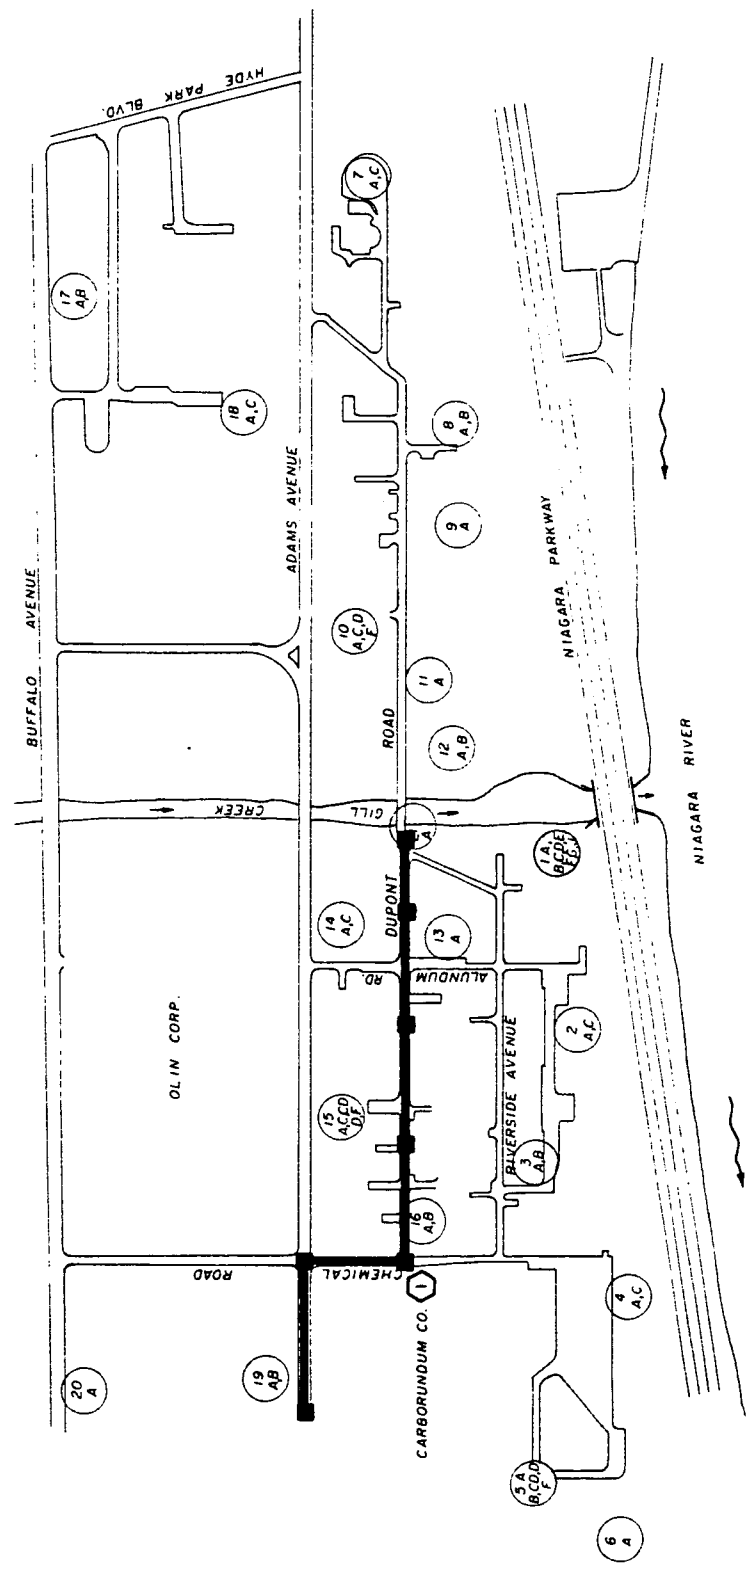 HYDE PARK BLVD.
BUFFALO AVENUE
ADAMS AVENUE
NIAGARA PARKWAY
NIAGARA RIVER
GILL CREEK
DUPONT ROAD
ALUNDUM RD.
RIVERSIDE AVENUE
CHEMICAL ROAD
OLIN CORP.
CARBORUNDUM CO.
1
2
A,C
3
A,B
4
A,C
5 A
B,CD,D
F
6
A
7
A,C
8
A,B
9
A
10
A,C,D
F
11
A
12
A,B
13
A
14
A,C
15
A,C,CD
D,F
16
A,B
17
A,B
18
A,C
19
A,B
20
A
1 A,
A